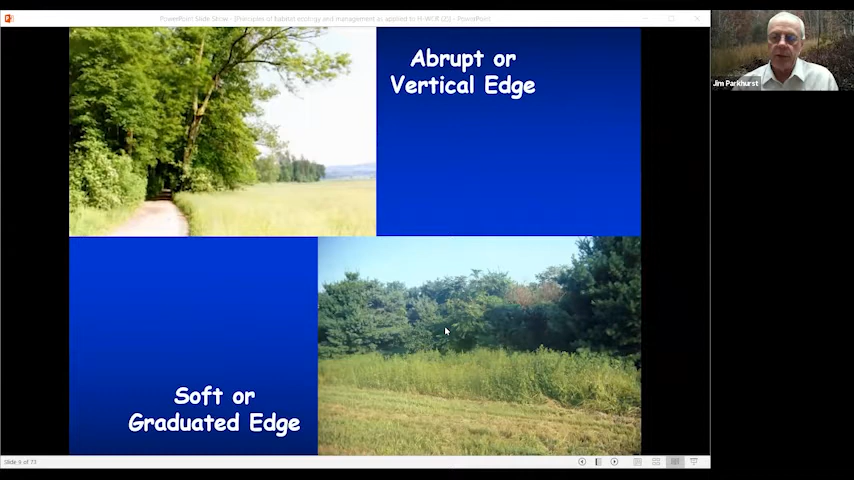 PowerPoint Slide Show - [Principles of habitat ecology and management as applied to H-WCR (2)] - PowerPoint
Abrupt or
Vertical Edge
Jim Parkhurst
Soft or
Graduated Edge
Slide 9 of 73